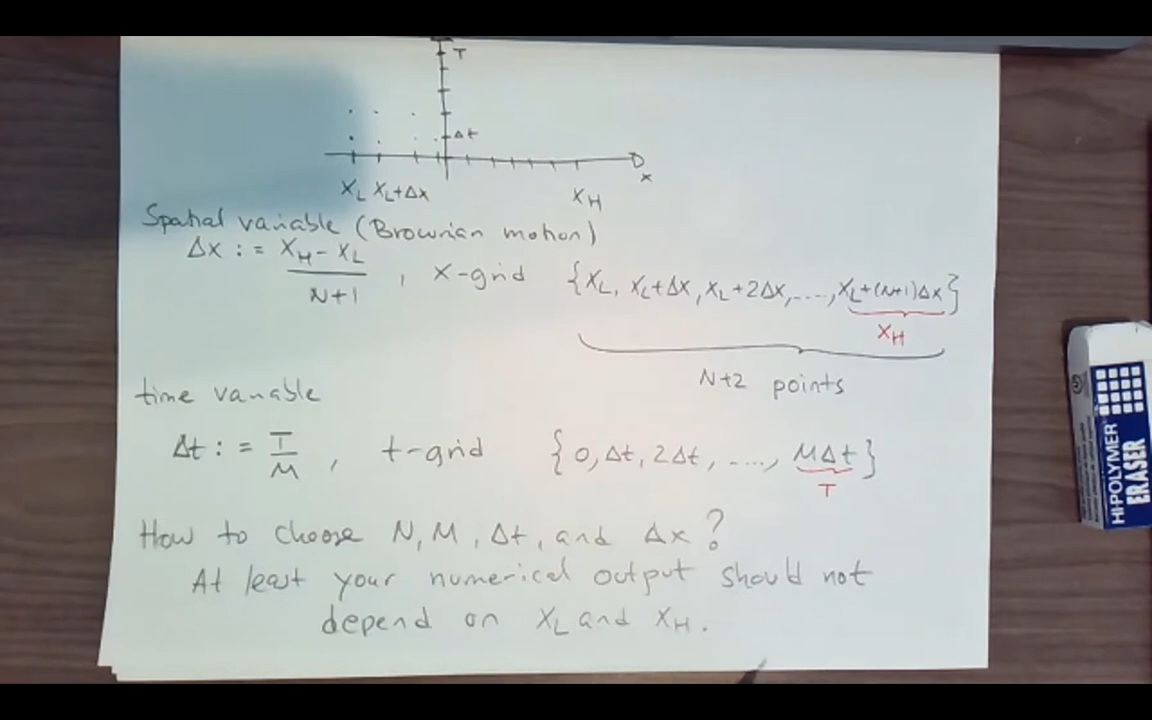 T
Δt
x
X_L X_L+Δx X_H
Spatial variable (Brownian motion)
Δx := (X_H - X_L)/(N+1) , X-grid {X_L, X_L+Δx, X_L+2Δx, ...., X_L+(N+1)Δx}
X_H
N+2 points
time variable
Δt := T/M , t-grid {0, Δt, 2Δt, ...., MΔt}
T
How to choose N, M, Δt, and Δx?
At least your numerical output should not
depend on X_L and X_H.
HI-POLYMER
ERASER